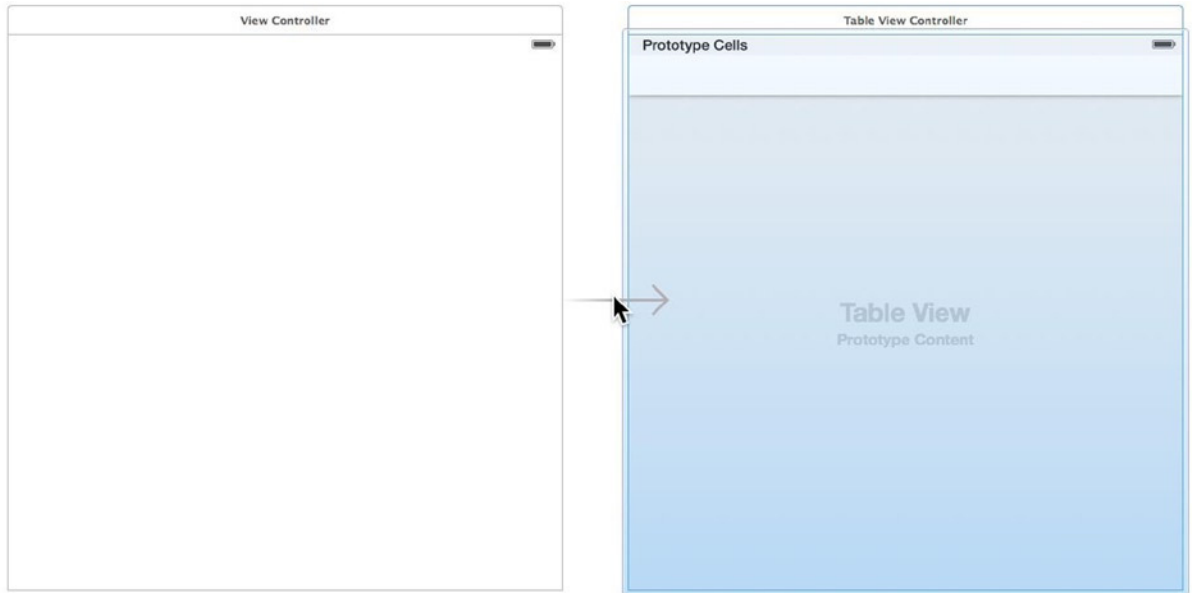 View Controller
Table View Controller
Prototype Cells
Table View
Prototype Content